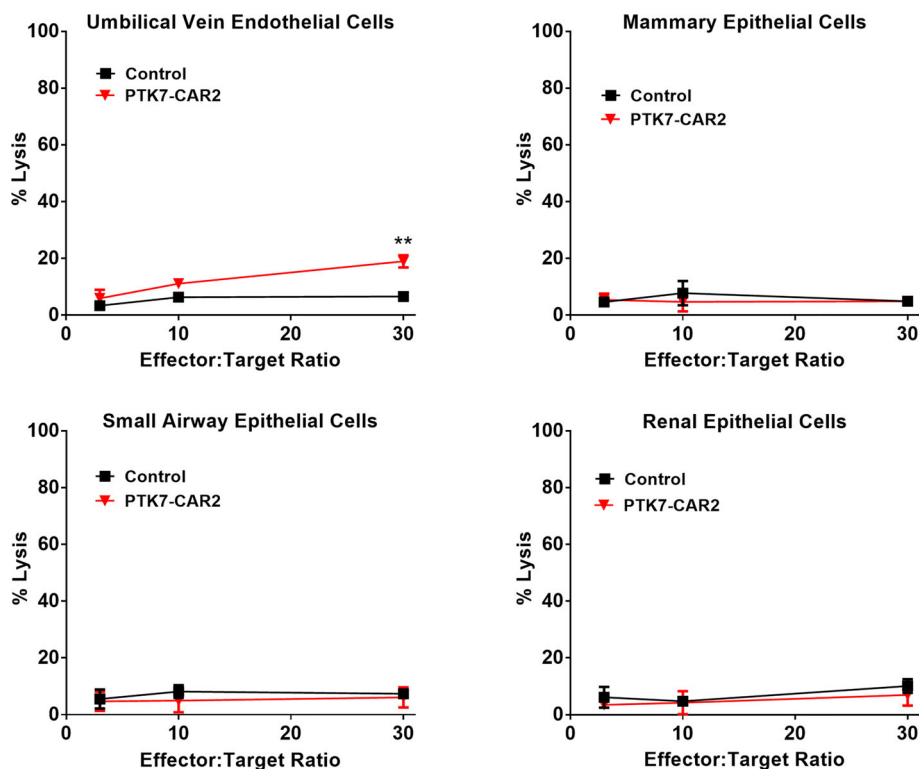 Umbilical Vein Endothelial Cells
100
80
60
40
20
0
% Lysis
Control
PTK7-CAR2
**
0 10 20 30
Effector:Target Ratio
Mammary Epithelial Cells
100
80
60
40
20
0
% Lysis
Control
PTK7-CAR2
0 10 20 30
Effector:Target Ratio
Small Airway Epithelial Cells
100
80
60
40
20
0
% Lysis
Control
PTK7-CAR2
0 10 20 30
Effector:Target Ratio
Renal Epithelial Cells
100
80
60
40
20
0
% Lysis
Control
PTK7-CAR2
0 10 20 30
Effector:Target Ratio